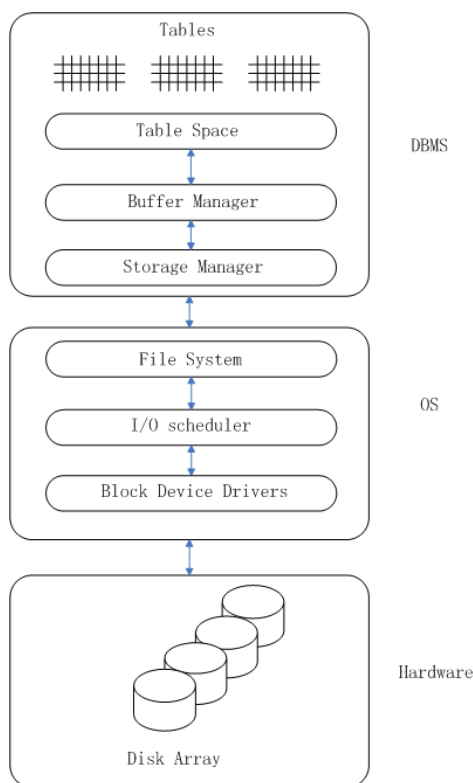 Tables
Table Space
DBMS
Buffer Manager
Storage Manager
File System
OS
I/O scheduler
Block Device Drivers
Hardware
Disk Array